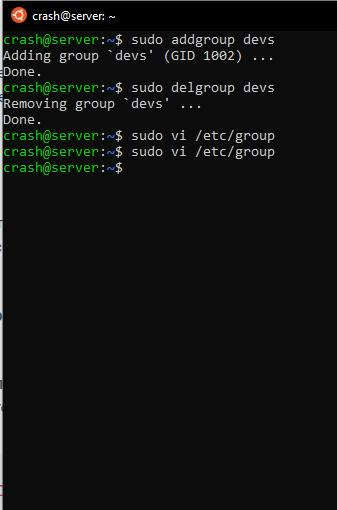 crash@server: ~
crash@server:~$ sudo addgroup devs
Adding group `devs' (GID 1002) ...
Done.
crash@server:~$ sudo delgroup devs
Removing group `devs' ...
Done.
crash@server:~$ sudo vi /etc/group
crash@server:~$ sudo vi /etc/group
crash@server:~$